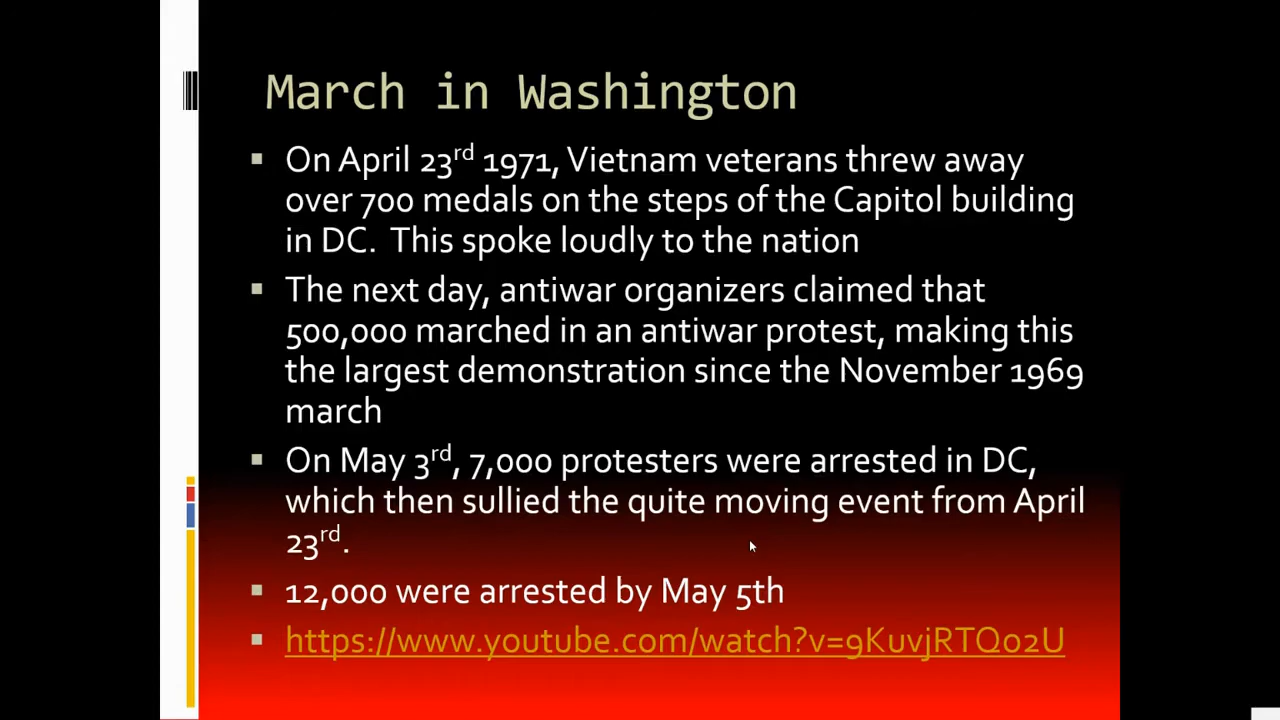 March in Washington
▪ On April 23rd 1971, Vietnam veterans threw away
over 700 medals on the steps of the Capitol building
in DC.  This spoke loudly to the nation
▪ The next day, antiwar organizers claimed that
500,000 marched in an antiwar protest, making this
the largest demonstration since the November 1969
march
▪ On May 3rd, 7,000 protesters were arrested in DC,
which then sullied the quite moving event from April
23rd.
▪ 12,000 were arrested by May 5th
▪ https://www.youtube.com/watch?v=9KuvjRTQo2U